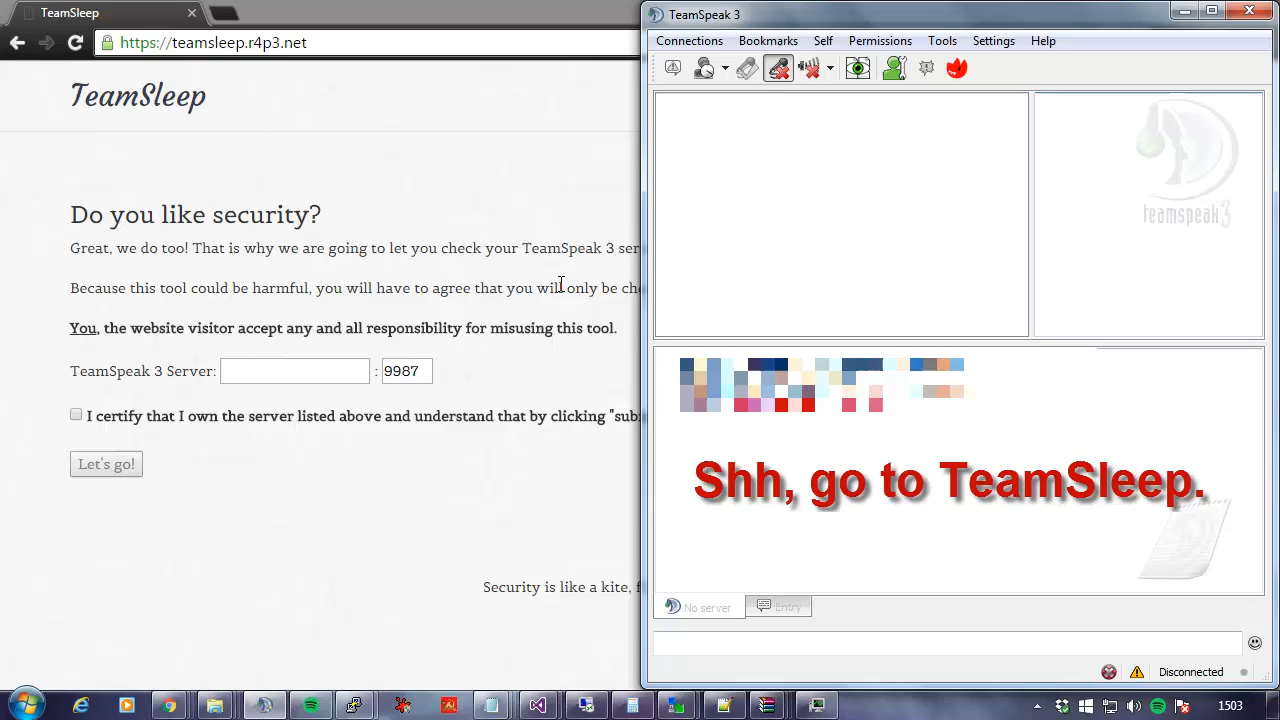 TeamSleep
https://teamsleep.r4p3.net
TeamSleep
Do you like security?
Great, we do too! That is why we are going to let you check your TeamSpeak 3 ser
Because this tool could be harmful, you will have to agree that you will only be che
You, the website visitor accept any and all responsibility for misusing this tool.
TeamSpeak 3 Server: : 9987
I certify that I own the server listed above and understand that by clicking "sub
Let's go!
Security is like a kite,
TeamSpeak 3
Connections Bookmarks Self Permissions Tools Settings Help
teamspeak 3
Shh, go to TeamSleep.
No server Entry
Disconnected
1503